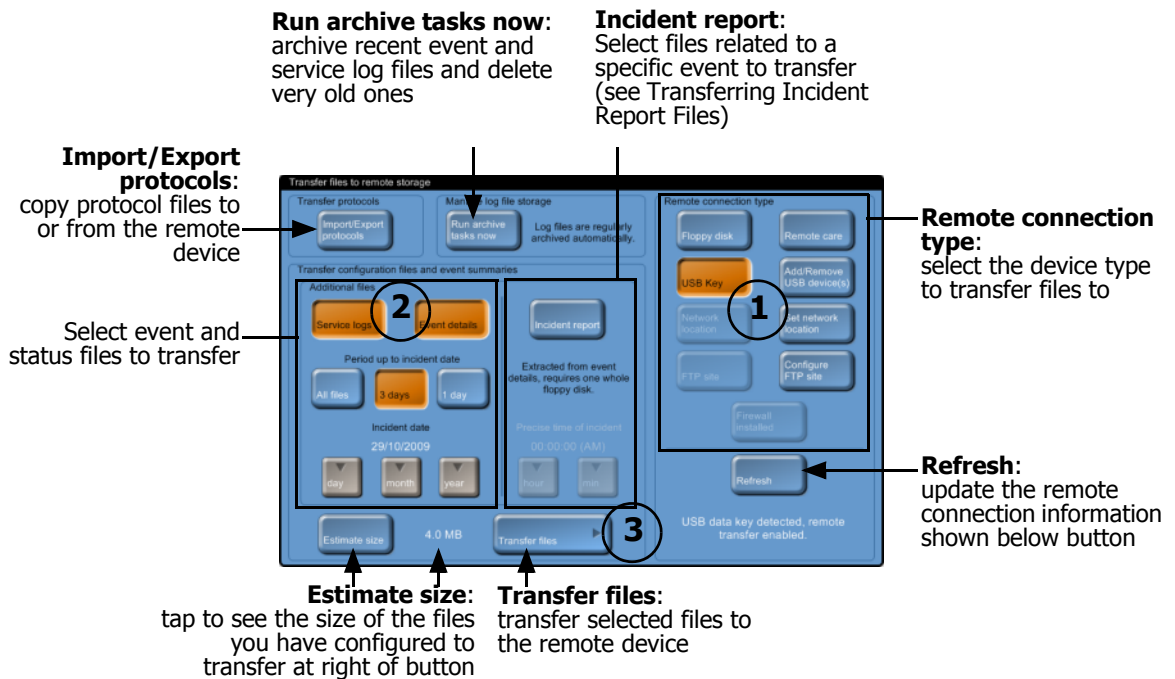 Run archive tasks now:
archive recent event and
service log files and delete
very old ones
Incident report:
Select files related to a
specific event to transfer
(see Transferring Incident
Report Files)
Import/Export
protocols:
copy protocol files to
or from the remote
device
Select event and
status files to transfer
Transfer files to remote storage
Transfer protocols
Import/Export
protocols
Manage log file storage
Run archive
tasks now
Log files are regularly
archived automatically.
Transfer configuration files and event summaries
Additional files
Service logs
2
Event details
Period up to incident date
All files
3 days
1 day
Incident date
29/10/2009
day
month
year
Incident report
Extracted from event
details, requires one whole
floppy disk.
Precise time of incident
00:00:00 (AM)
hour
min
Estimate size
4.0 MB
Transfer files
3
Remote connection type
Floppy disk
Remote care
USB Key
Add/Remove
USB device(s)
1
Network
location
Set network
location
FTP site
Configure
FTP site
Firewall
installed
Refresh
USB data key detected, remote
transfer enabled.
Remote connection
type:
select the device type
to transfer files to
Refresh:
update the remote
connection information
shown below button
Estimate size:
tap to see the size of the files
you have configured to
transfer at right of button
Transfer files:
transfer selected files to
the remote device